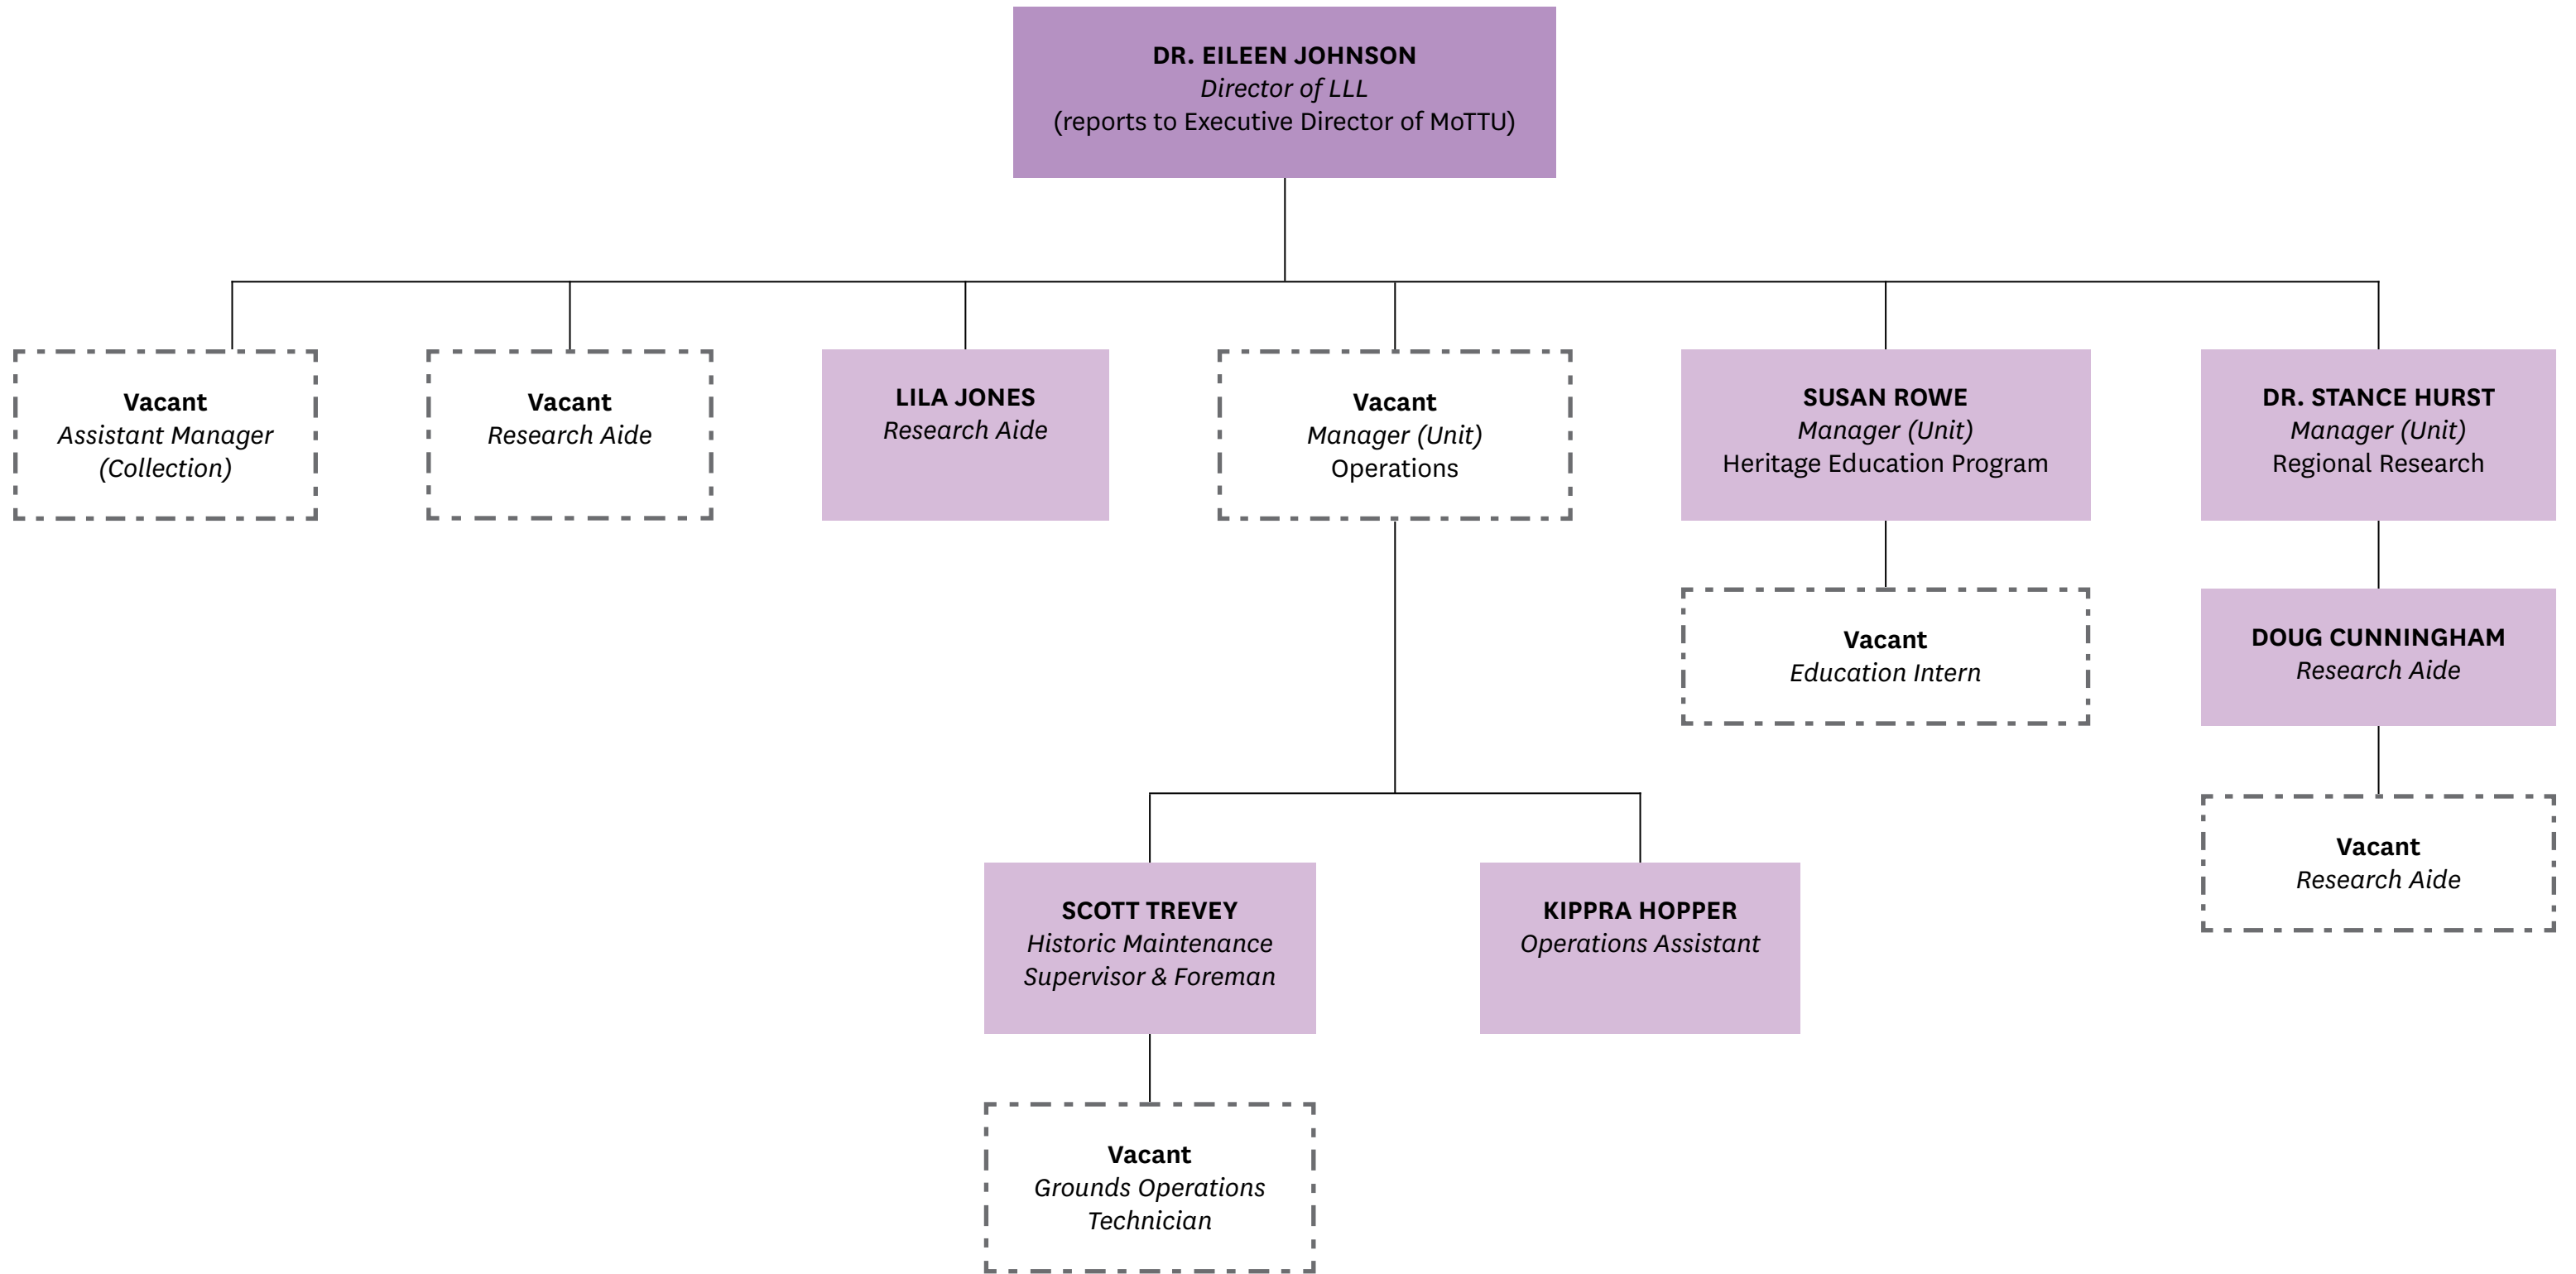 DR. EILEEN JOHNSON
Director of LLL
(reports to Executive Director of MoTTU)
Vacant
Assistant Manager
(Collection)
Vacant
Research Aide
LILA JONES
Research Aide
Vacant
Manager (Unit)
Operations
SUSAN ROWE
Manager (Unit)
Heritage Education Program
DR. STANCE HURST
Manager (Unit)
Regional Research
Vacant
Education Intern
DOUG CUNNINGHAM
Research Aide
Vacant
Research Aide
SCOTT TREVEY
Historic Maintenance
Supervisor & Foreman
KIPPRA HOPPER
Operations Assistant
Vacant
Grounds Operations
Technician